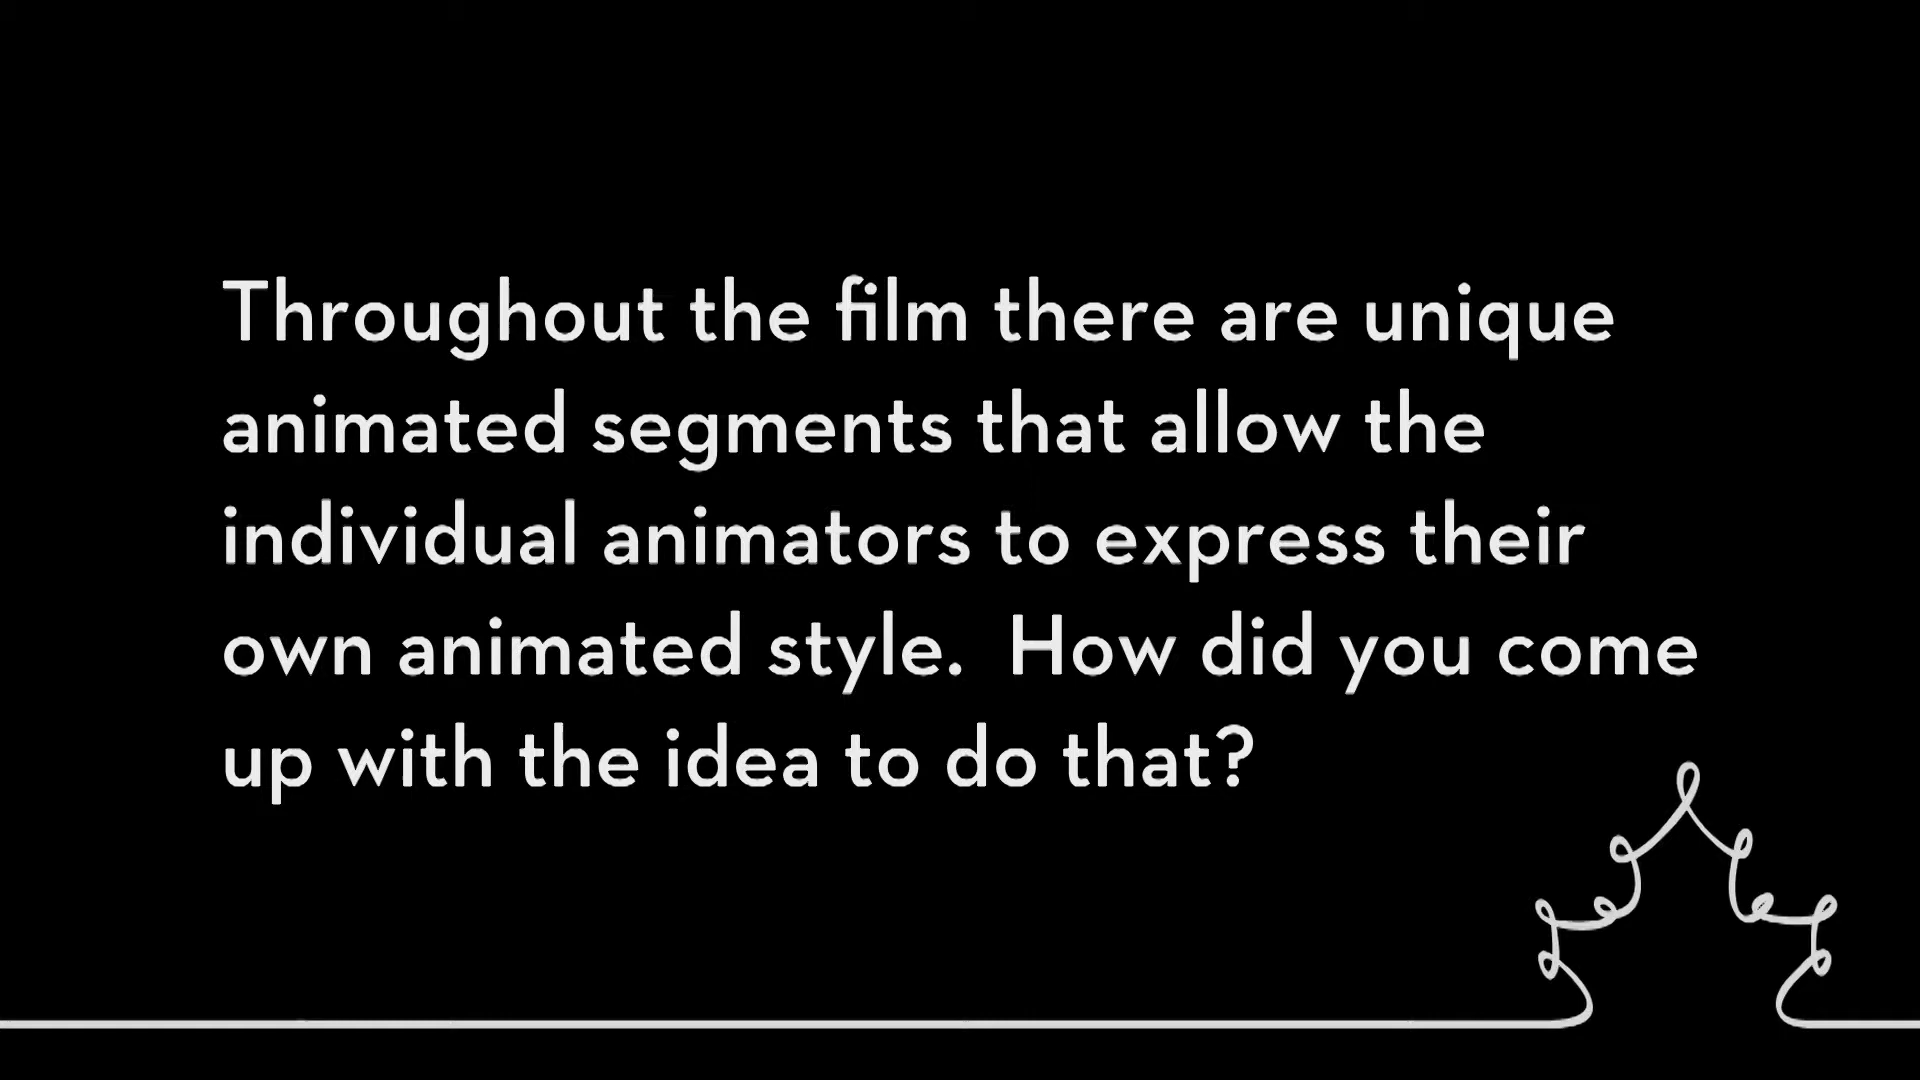 Throughout the film there are unique
animated segments that allow the
individual animators to express their
own animated style.  How did you come
up with the idea to do that?